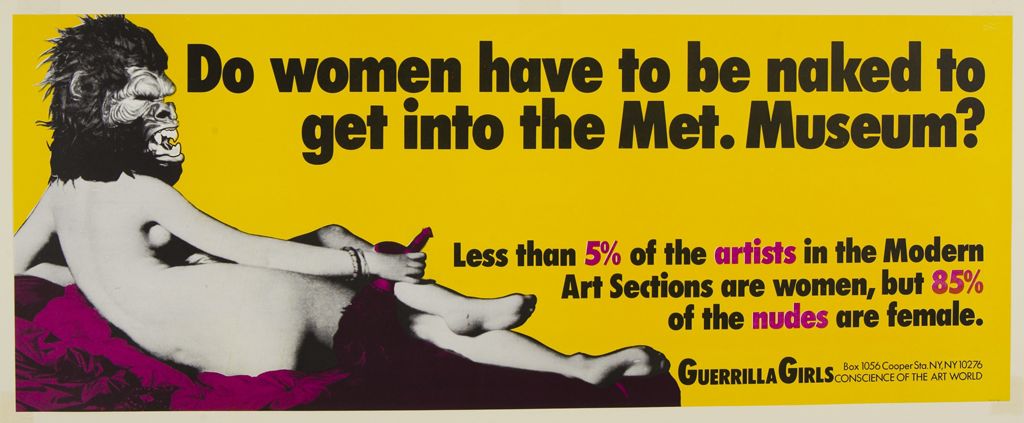 Do women have to be naked to
get into the Met. Museum?
Less than 5% of the artists in the Modern
Art Sections are women, but 85%
of the nudes are female.
GUERRILLA GIRLS
Box 1056 Cooper Sta. NY, NY 10276
CONSCIENCE OF THE ART WORLD